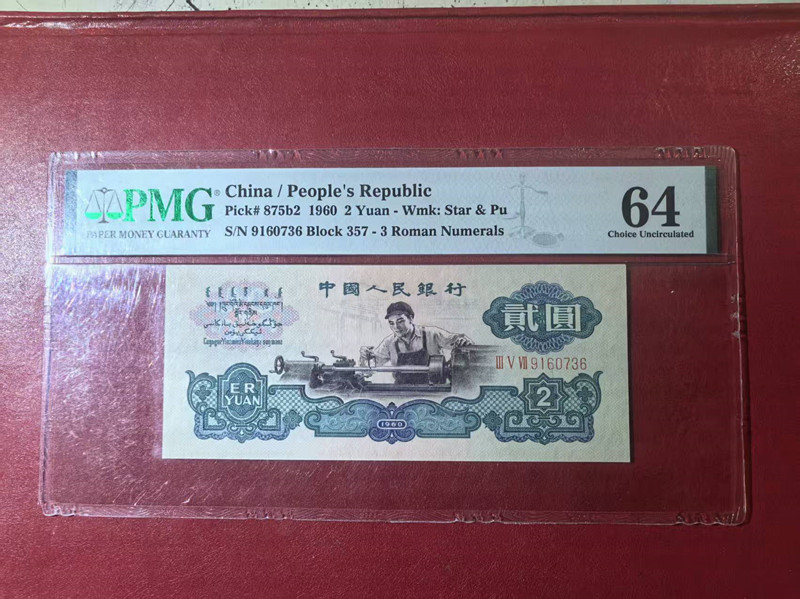 PMG
PAPER MONEY GUARANTY
China / People's Republic
Pick# 875b2 1960 2 Yuan - Wmk: Star & Pu
S/N 9160736 Block 357 - 3 Roman Numerals
64
Choice Uncirculated
中國人民銀行
貳圓
III V VII 9160736
ER
YUAN
2
1960